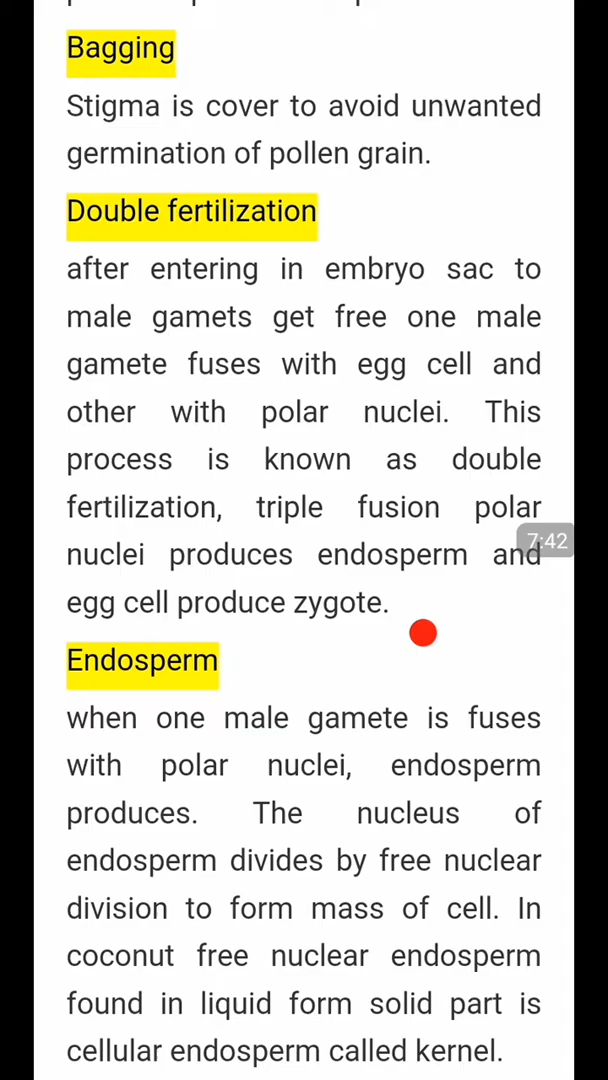 Bagging
Stigma is cover to avoid unwanted
germination of pollen grain.
Double fertilization
after entering in embryo sac to
male gamets get free one male
gamete fuses with egg cell and
other with polar nuclei. This
process is known as double
fertilization, triple fusion polar
7:42
nuclei produces endosperm and
egg cell produce zygote.
Endosperm
when one male gamete is fuses
with polar nuclei, endosperm
produces. The nucleus of
endosperm divides by free nuclear
division to form mass of cell. In
coconut free nuclear endosperm
found in liquid form solid part is
cellular endosperm called kernel.